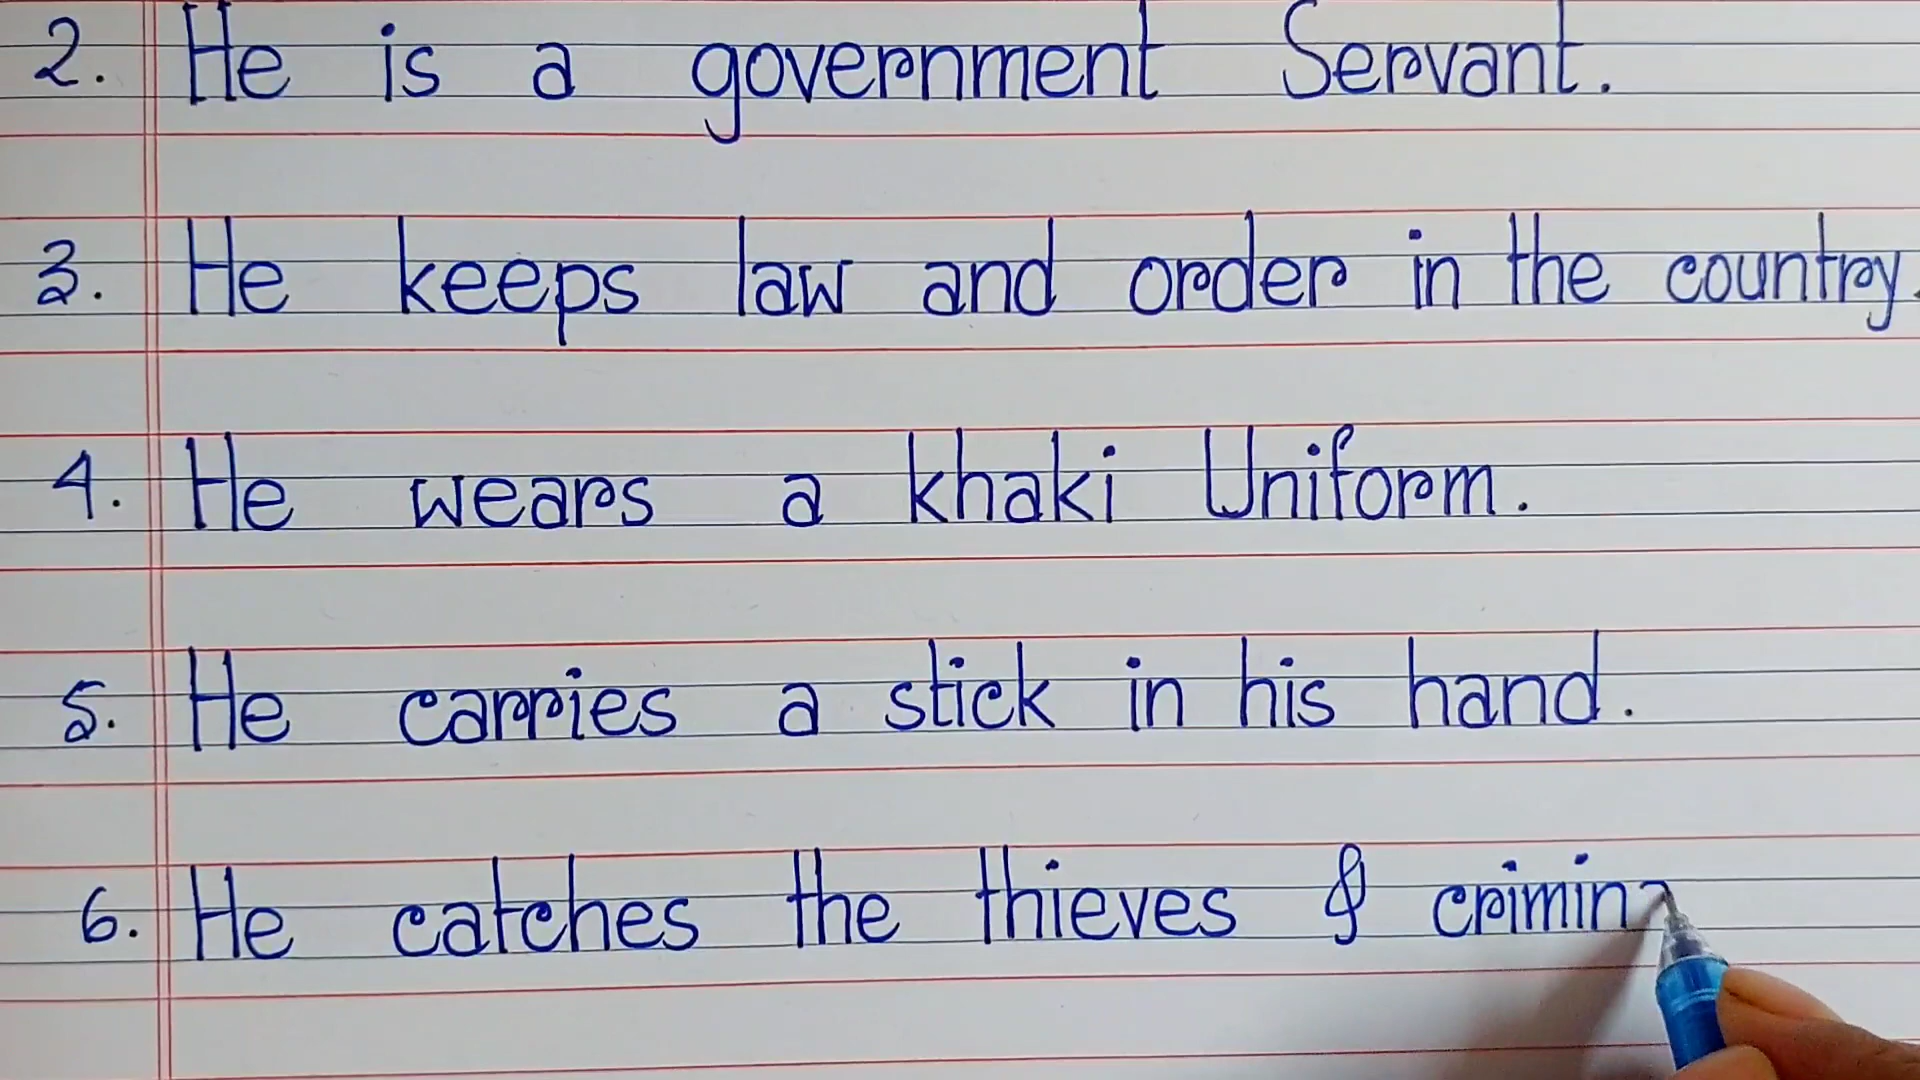 2. He is a government Servant.
3. He keeps law and order in the country.
4. He wears a khaki Uniform.
5. He carries a stick in his hand.
6. He catches the thieves & crimin